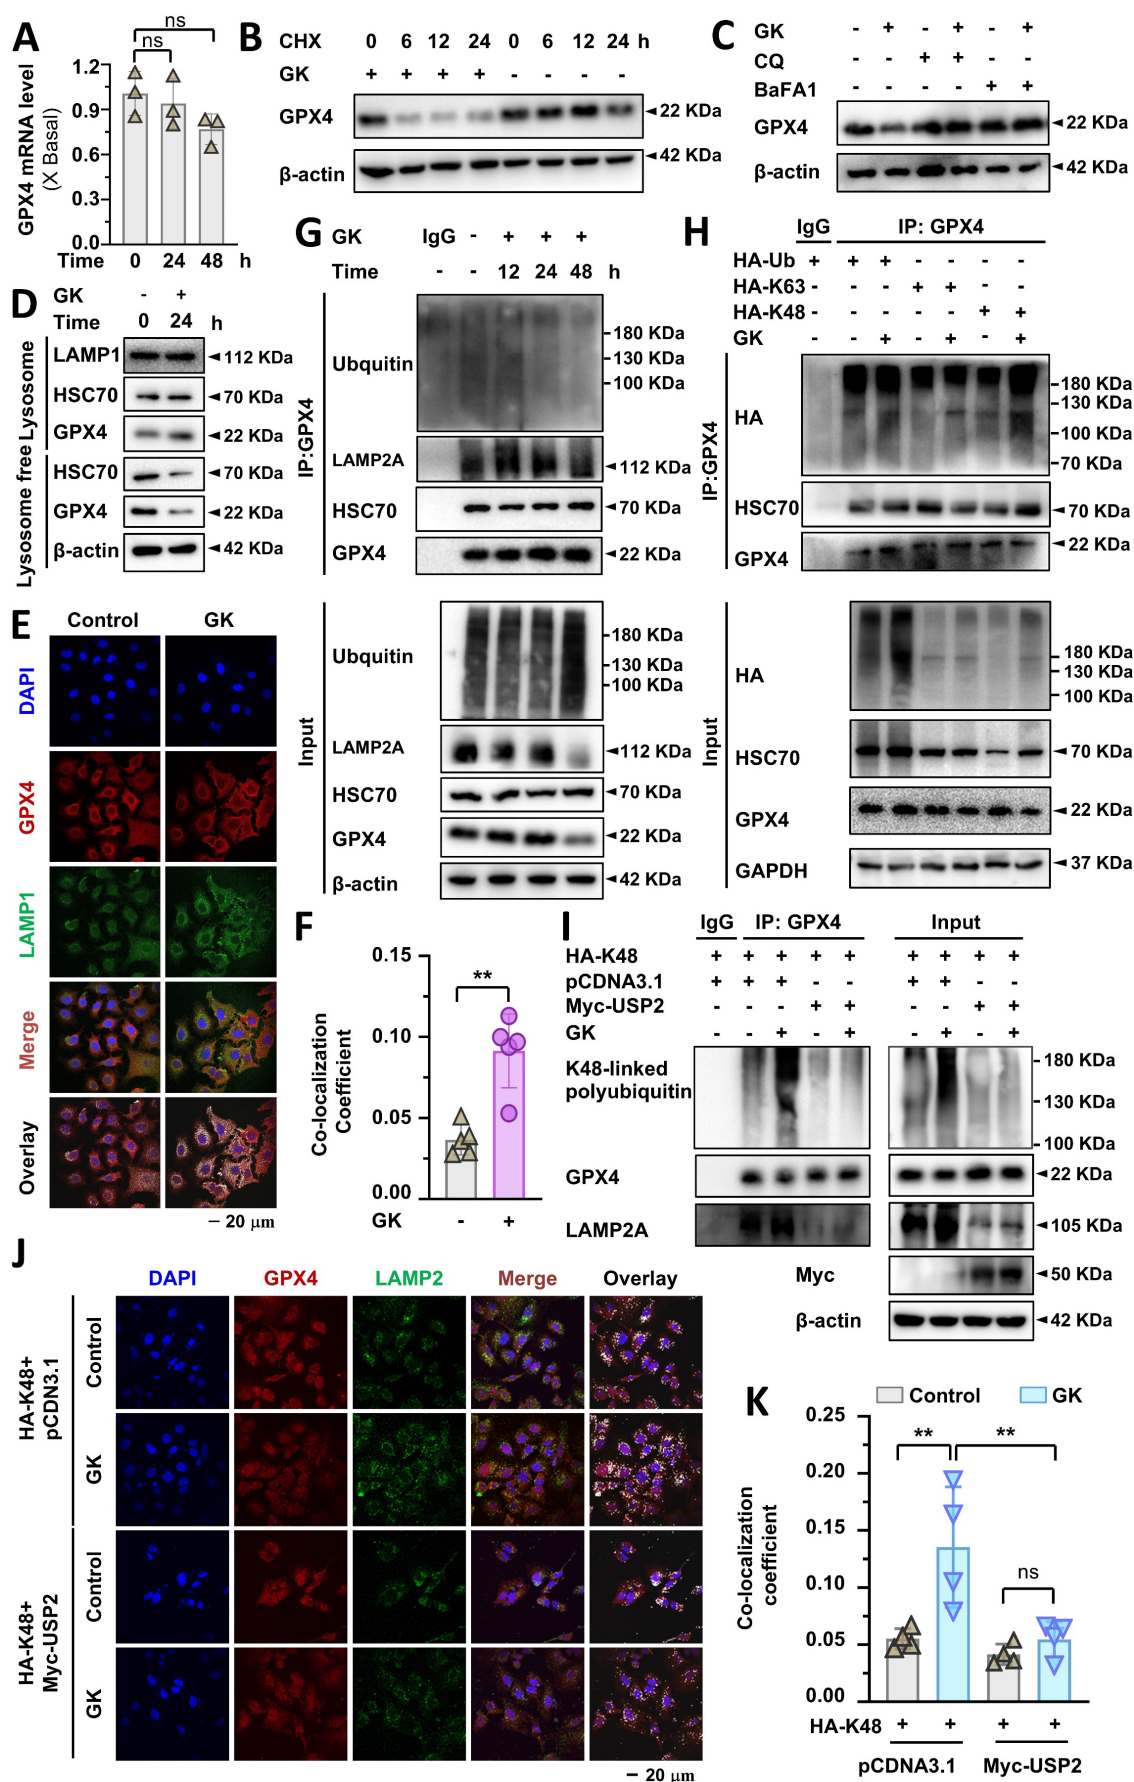 A
ns
ns
GPX4 mRNA level
(X Basal)
1.2
0.9
0.6
0.3
0.0
Time 0 24 48 h
B
CHX 0 6 12 24 0 6 12 24 h
GK + + + + - - - -
GPX4 22 KDa
β-actin 42 KDa
C
GK - + - + - +
CQ - - + + - -
BaFA1 - - - - + +
GPX4 22 KDa
β-actin 42 KDa
D
GK - +
Time 0 24 h
Lysosome
LAMP1 112 KDa
HSC70 70 KDa
GPX4 22 KDa
Lysosome free
HSC70 70 KDa
GPX4 22 KDa
β-actin 42 KDa
E
Control GK
DAPI
GPX4
LAMP1
Merge
Overlay
20 µm
F
Co-localization
Coefficient
0.15
0.10
0.05
0.00
**
GK - +
G
GK IgG - + + +
Time - - 12 24 48 h
IP:GPX4
Ubquitin
180 KDa
130 KDa
100 KDa
LAMP2A 112 KDa
HSC70 70 KDa
GPX4 22 KDa
Input
Ubquitin
180 KDa
130 KDa
100 KDa
LAMP2A 112 KDa
HSC70 70 KDa
GPX4 22 KDa
β-actin 42 KDa
H
IgG IP: GPX4
HA-Ub + + + - - - -
HA-K63 - - - + + - -
HA-K48 - - - - - + +
GK - - + - + - +
IP:GPX4
HA
180 KDa
130 KDa
100 KDa
70 KDa
HSC70 70 KDa
GPX4 22 KDa
Input
HA
180 KDa
130 KDa
100 KDa
HSC70 70 KDa
GPX4 22 KDa
GAPDH 37 KDa
I
IgG IP: GPX4 Input
HA-K48 + + + + + + + + +
pCDNA3.1 + + + - - + + - -
Myc-USP2 - - - + + - - + +
GK - - + - + - + - +
K48-linked
polyubiquitin
180 KDa
130 KDa
100 KDa
GPX4 22 KDa
LAMP2A 105 KDa
Myc 50 KDa
β-actin 42 KDa
J
DAPI GPX4 LAMP2 Merge Overlay
HA-K48+
pCDN3.1
Control
GK
HA-K48+
Myc-USP2
Control
GK
20 µm
K
Control GK
Co-localization
coefficient
0.25
0.20
0.15
0.10
0.05
0.00
** **
ns
HA-K48 + + + +
pCDNA3.1 Myc-USP2